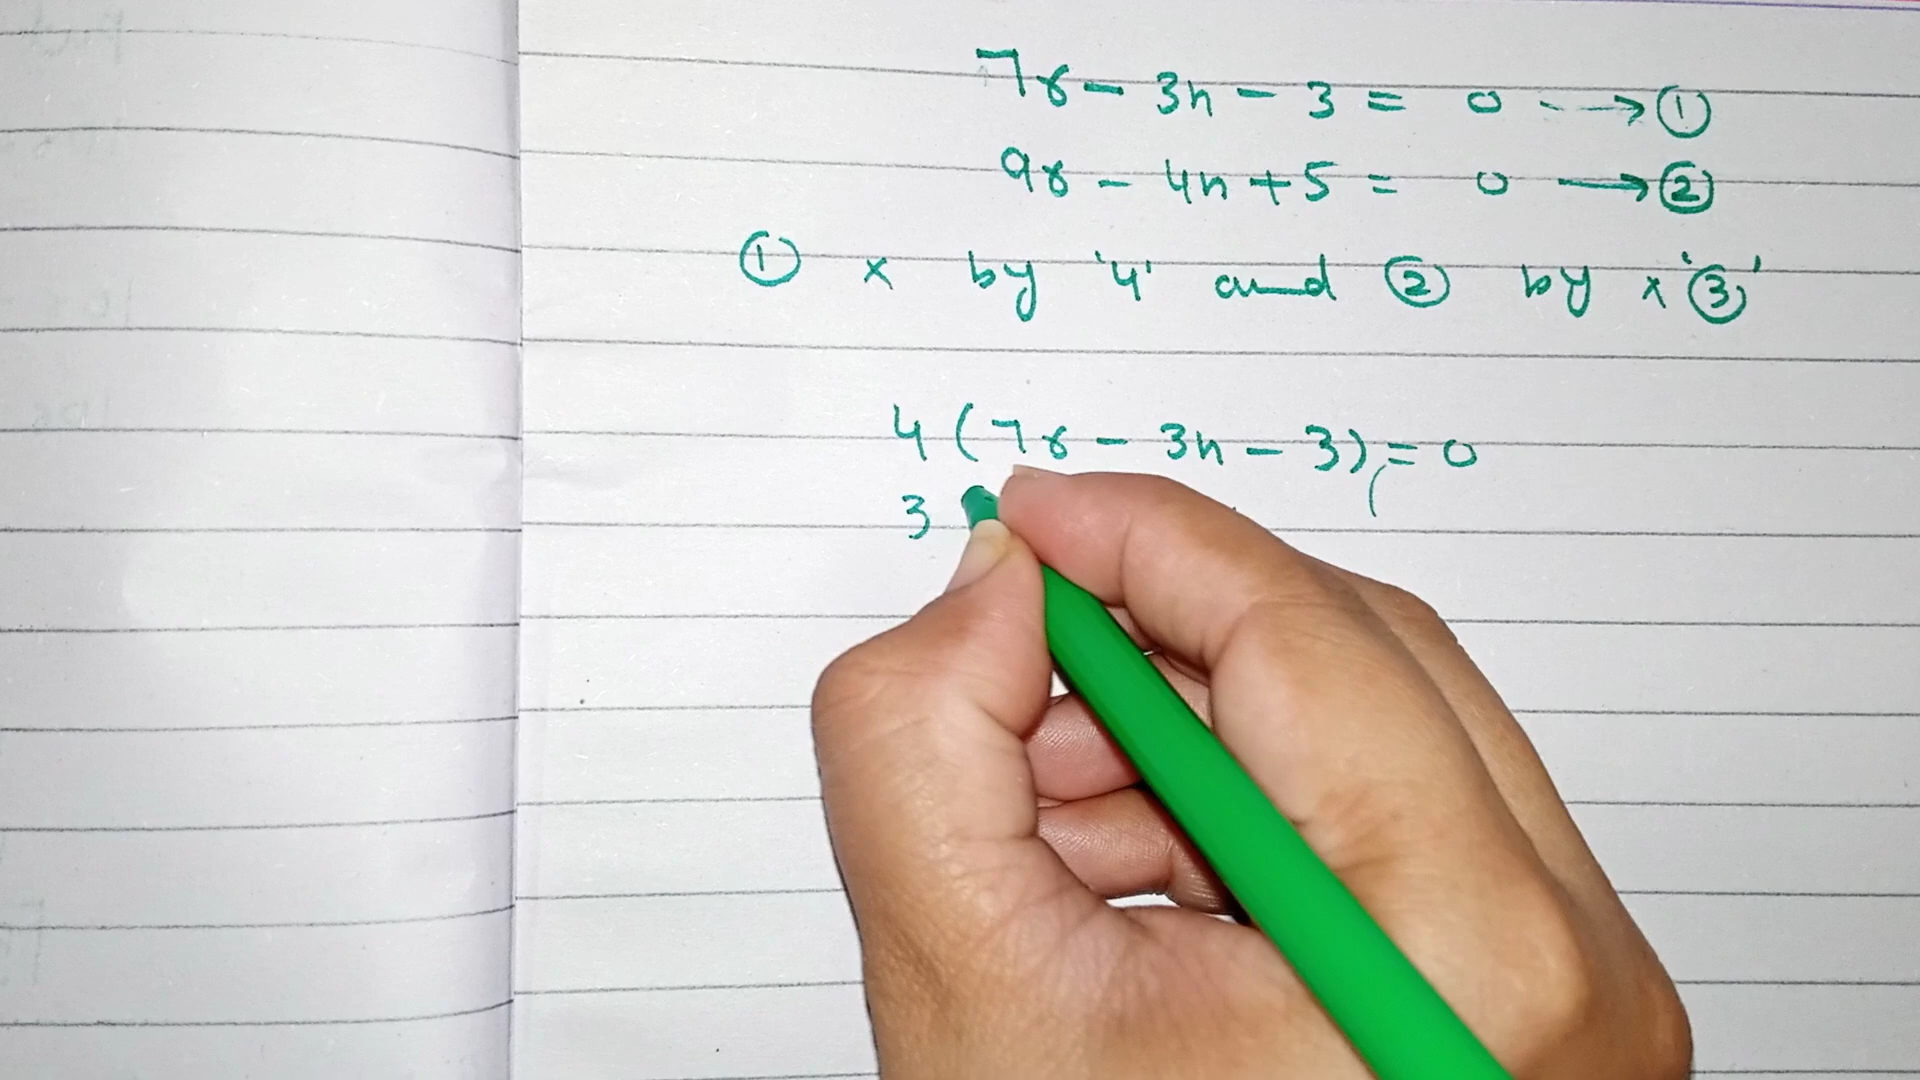 7r - 3n - 3 = 0 --→ ①
9r - 4n + 5 = 0 → ②
① × by '4' and ② by × '③'
4 (7r - 3n - 3) = 0
3 (